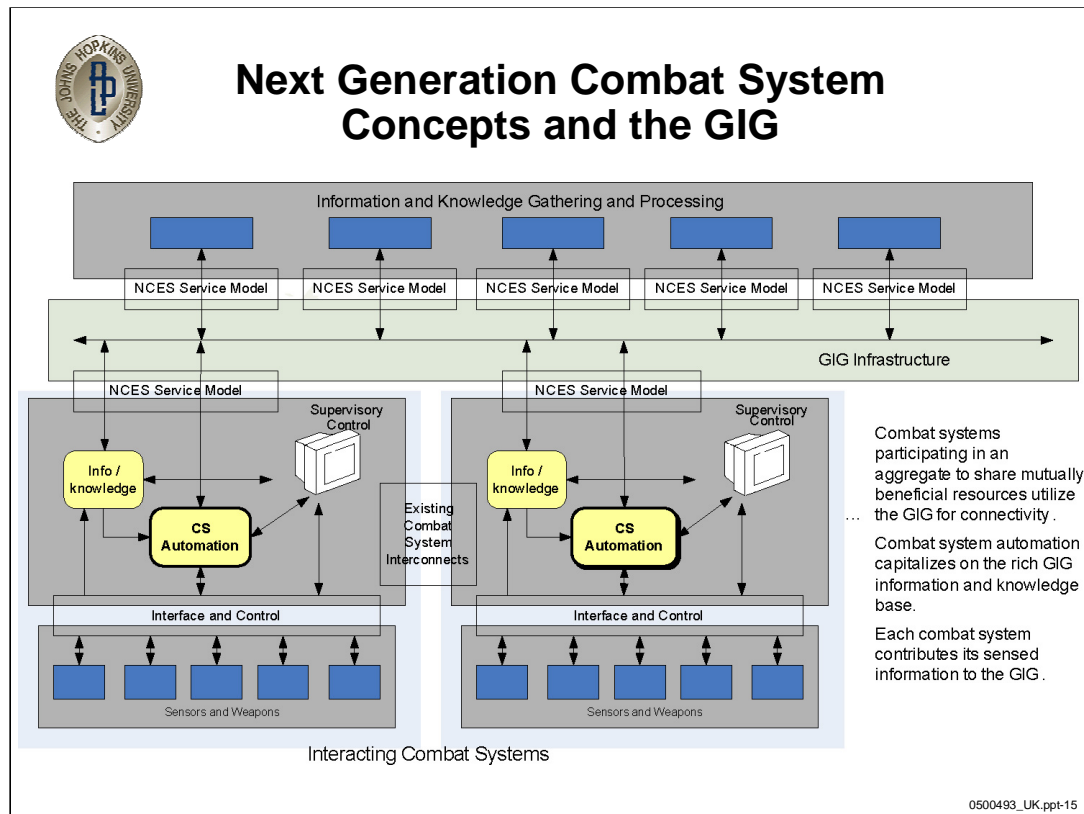 THE JOHNS HOPKINS UNIVERSITY
Next Generation Combat System
Concepts and the GIG
Information and Knowledge Gathering and Processing
NCES Service Model
NCES Service Model
NCES Service Model
NCES Service Model
NCES Service Model
GIG Infrastructure
NCES Service Model
NCES Service Model
Supervisory
Control
Info /
knowledge
CS
Automation
Existing
Combat
System
Interconnects
Supervisory
Control
Info /
knowledge
CS
Automation
Interface and Control
Interface and Control
Sensors and Weapons
Sensors and Weapons
Interacting Combat Systems
...
Combat systems
participating in an
aggregate to share mutually
beneficial resources utilize
the GIG for connectivity .
Combat system automation
capitalizes on the rich GIG
information and knowledge
base.
Each combat system
contributes its sensed
information to the GIG .
0500493_UK.ppt-15